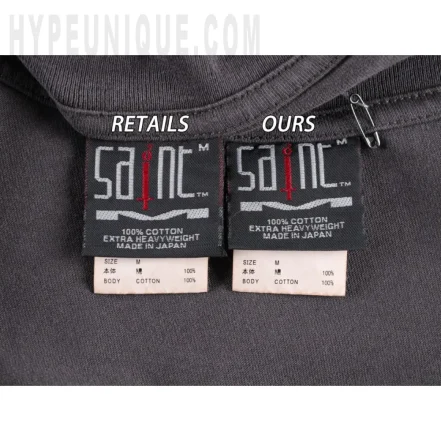 HYPEUNIQUE.COM
RETAILS
OURS
saint M
™
100% COTTON
EXTRA HEAVYWEIGHT
MADE IN JAPAN
SIZE M
本体 綿 100%
BODY COTTON 100%
saint M
™
100% COTTON
EXTRA HEAVYWEIGHT
MADE IN JAPAN
SIZE M
本体 綿 100%
BODY COTTON 100%